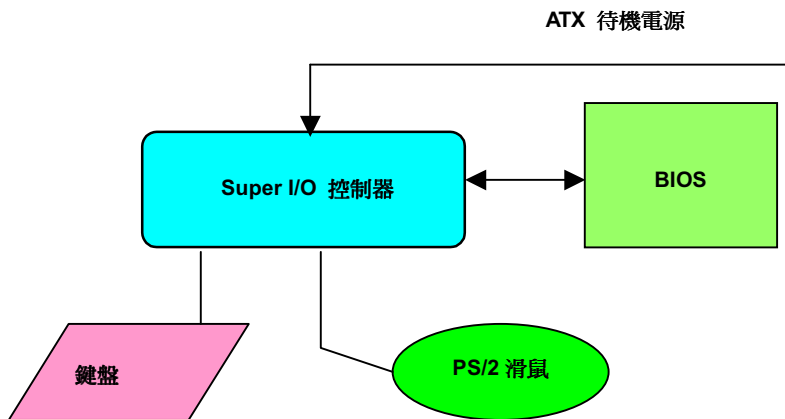 ATX 待機電源
Super I/O 控制器
BIOS
鍵盤
PS/2 滑鼠